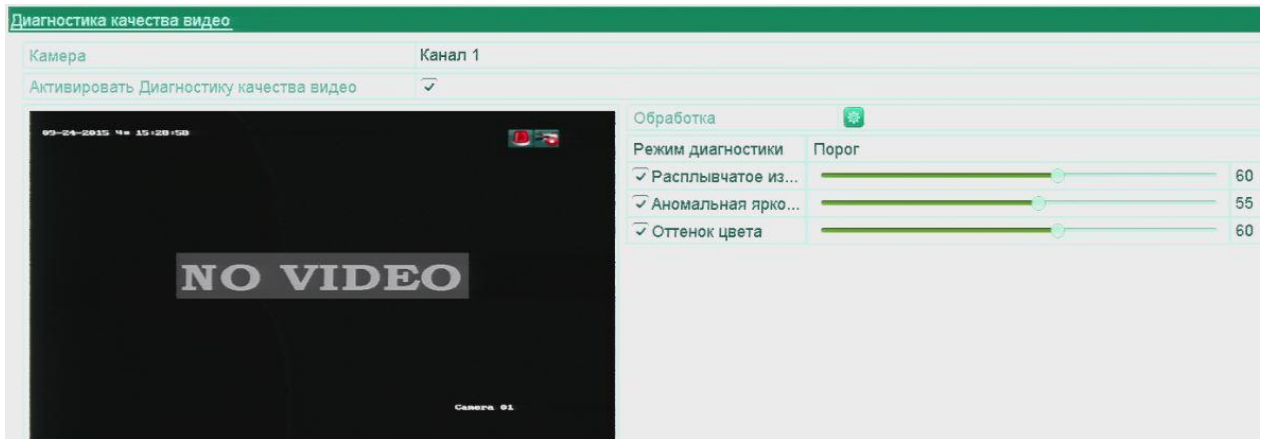 Диагностика качества видео
Камера Канал 1
Активировать Диагностику качества видео
Обработка
09-24-2015 Чт 15:28:58
Режим диагностики Порог
Расплывчатое из... 60
Аномальная ярко... 55
Оттенок цвета 60
NO VIDEO
Camera 01